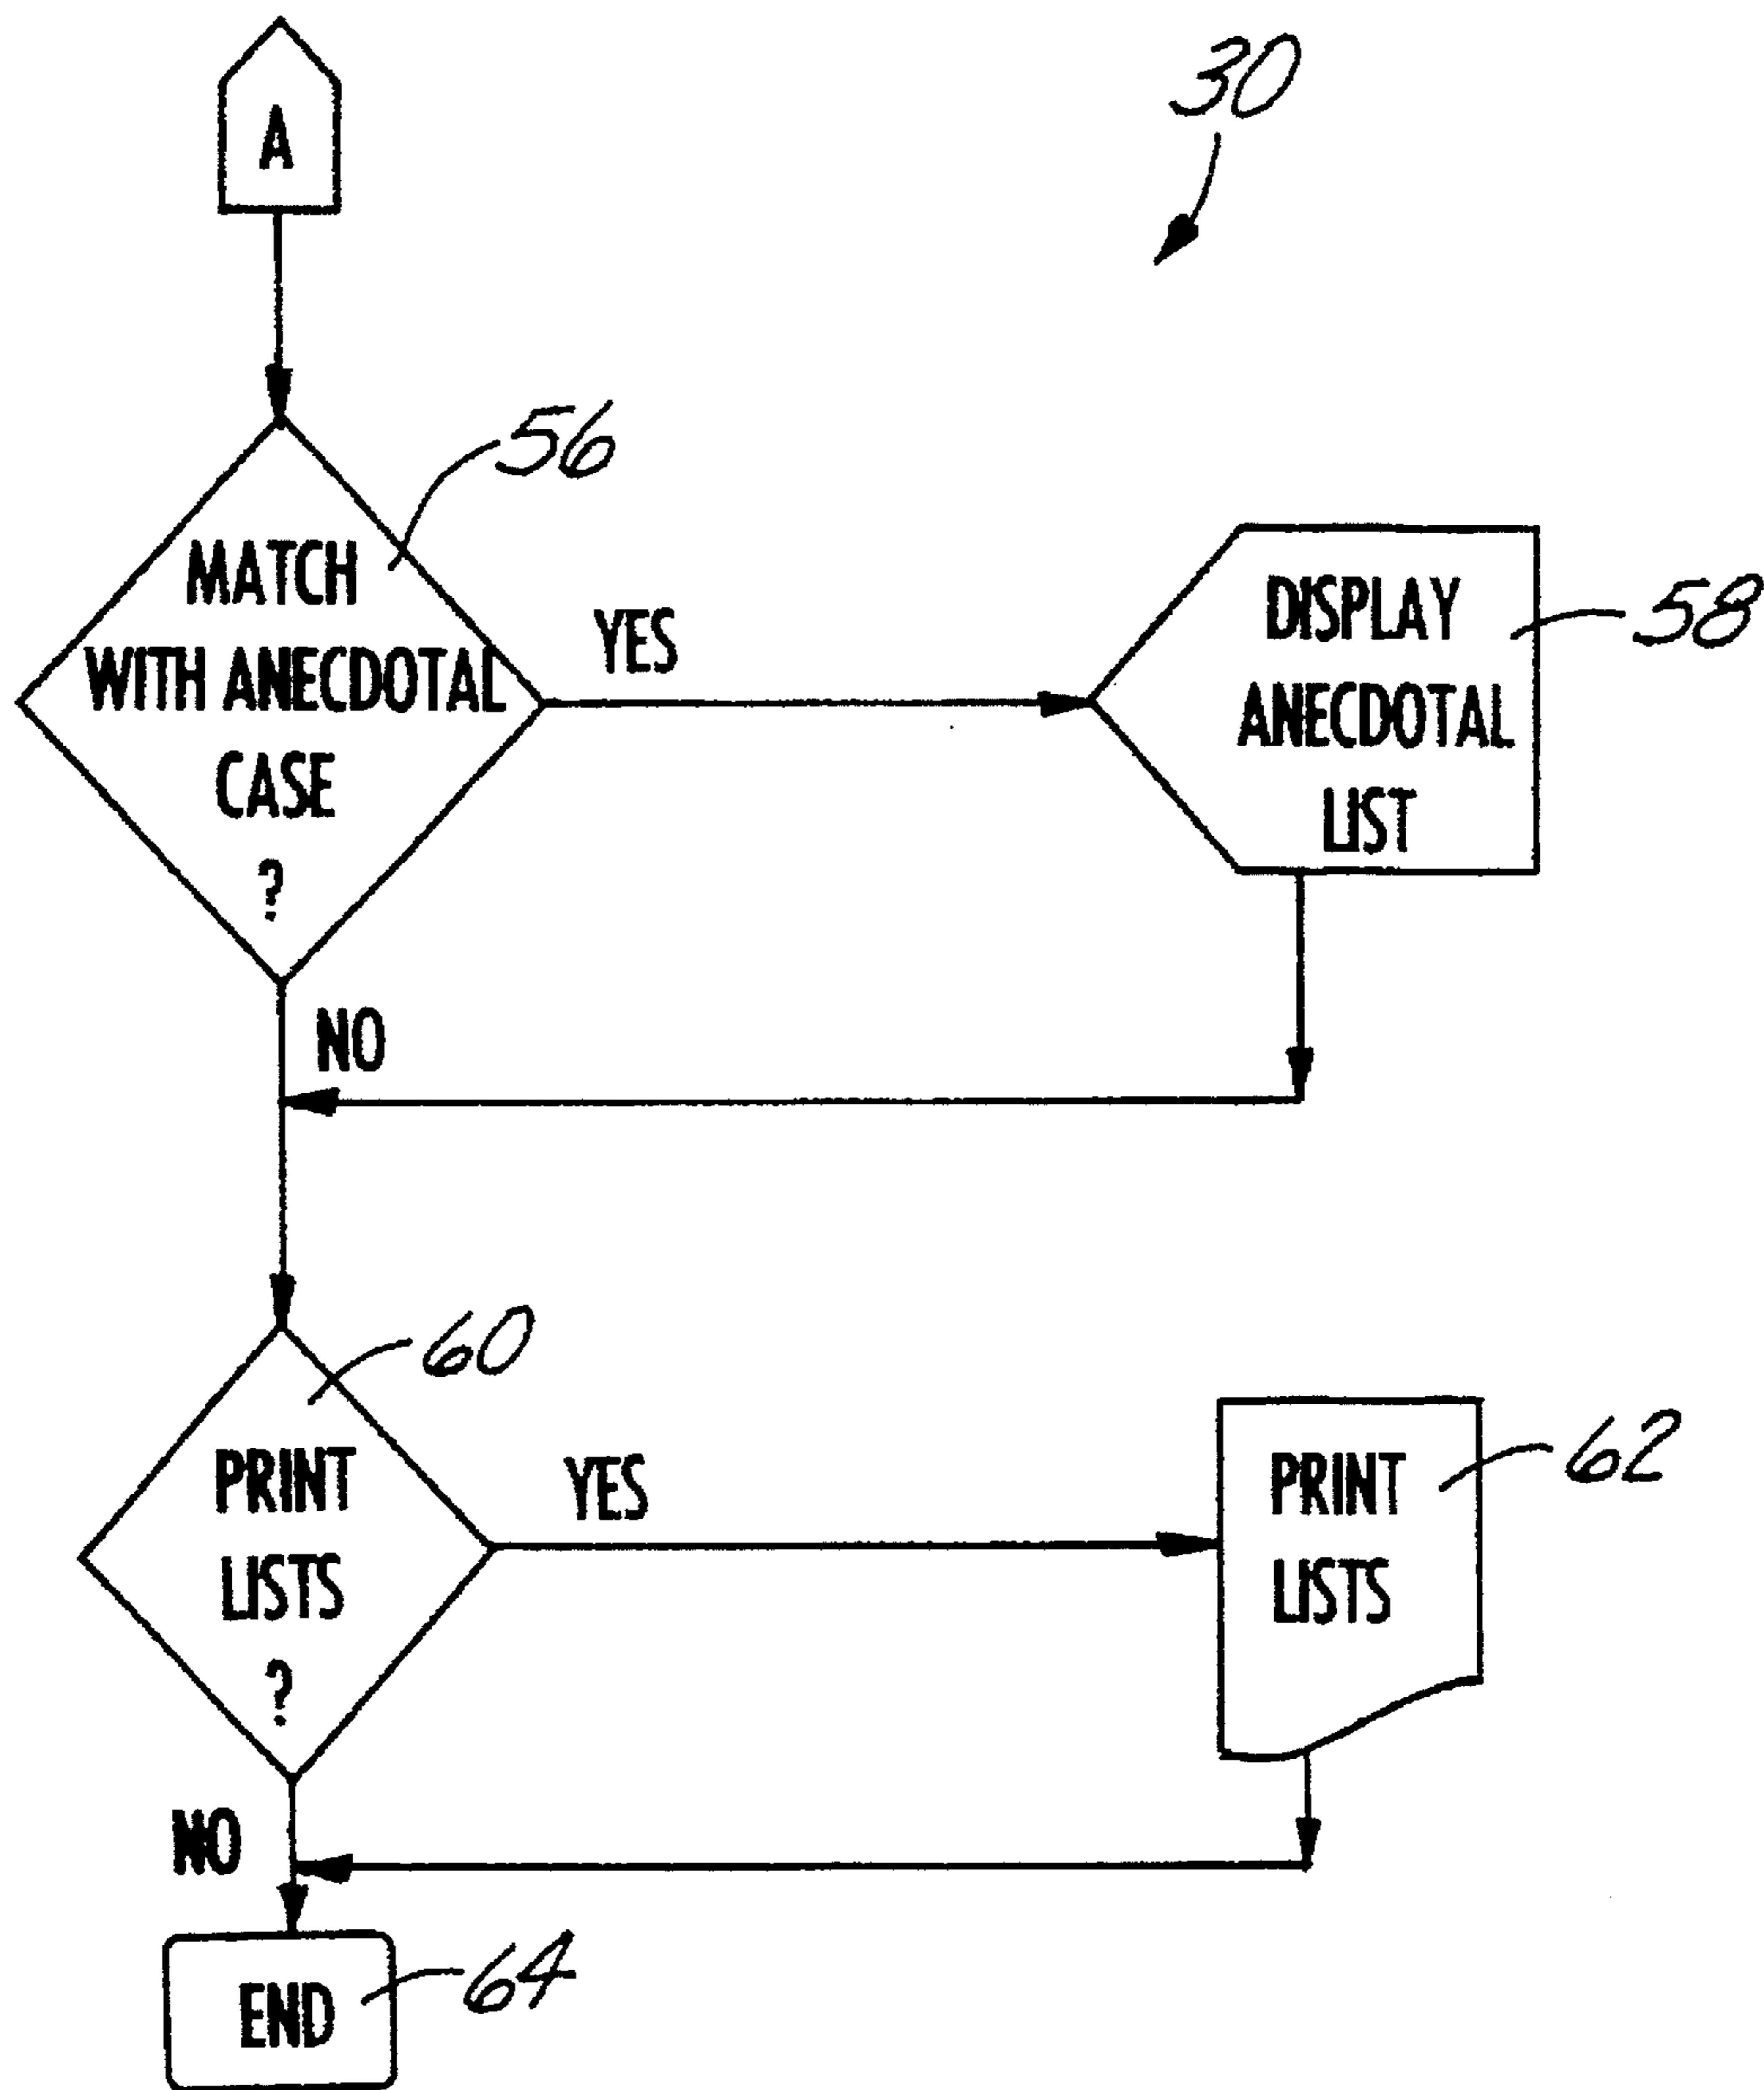 A
30
56
MATCH
WITH ANECDOTAL
CASE
?
YES
DISPLAY
ANECDOTAL
LIST
58
NO
60
PRINT
LISTS
?
YES
PRINT
LISTS
62
NO
END
64